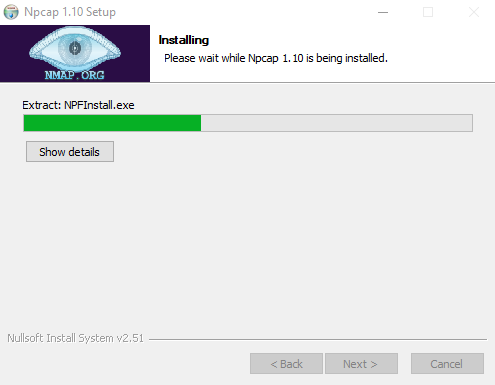 Npcap 1.10 Setup
NMAP.ORG
Installing
Please wait while Npcap 1.10 is being installed.
Extract: NPFInstall.exe
Show details
Nullsoft Install System v2.51
< Back
Next >
Cancel